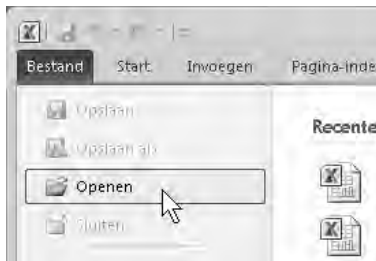 Bestand Start Invoegen Pagina-inde
Opslaan
Opslaan als
Recente
Openen
Sluiten